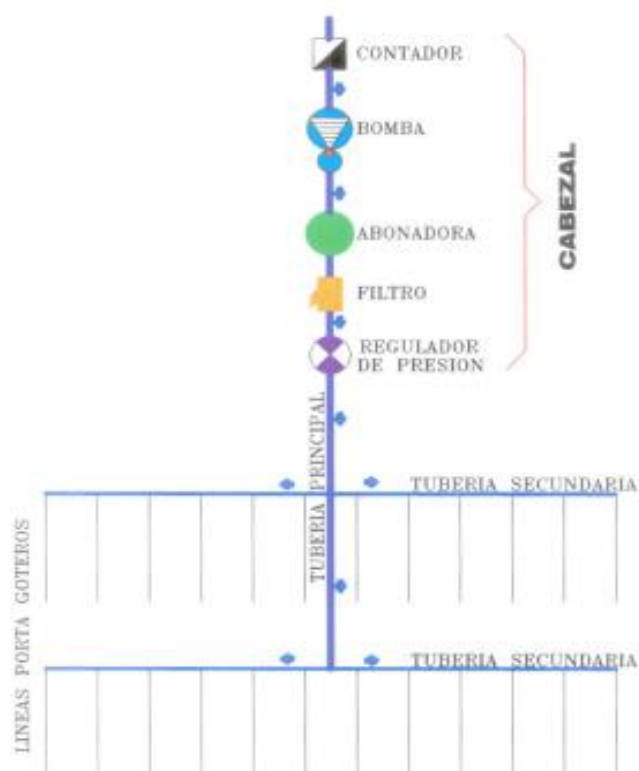 CONTADOR
BOMBA
ABONADORA
FILTRO
REGULADOR
DE PRESION
CABEZAL
TUBERIA PRINCIPAL
TUBERIA SECUNDARIA
LINEAS PORTA GOTEROS
TUBERIA SECUNDARIA